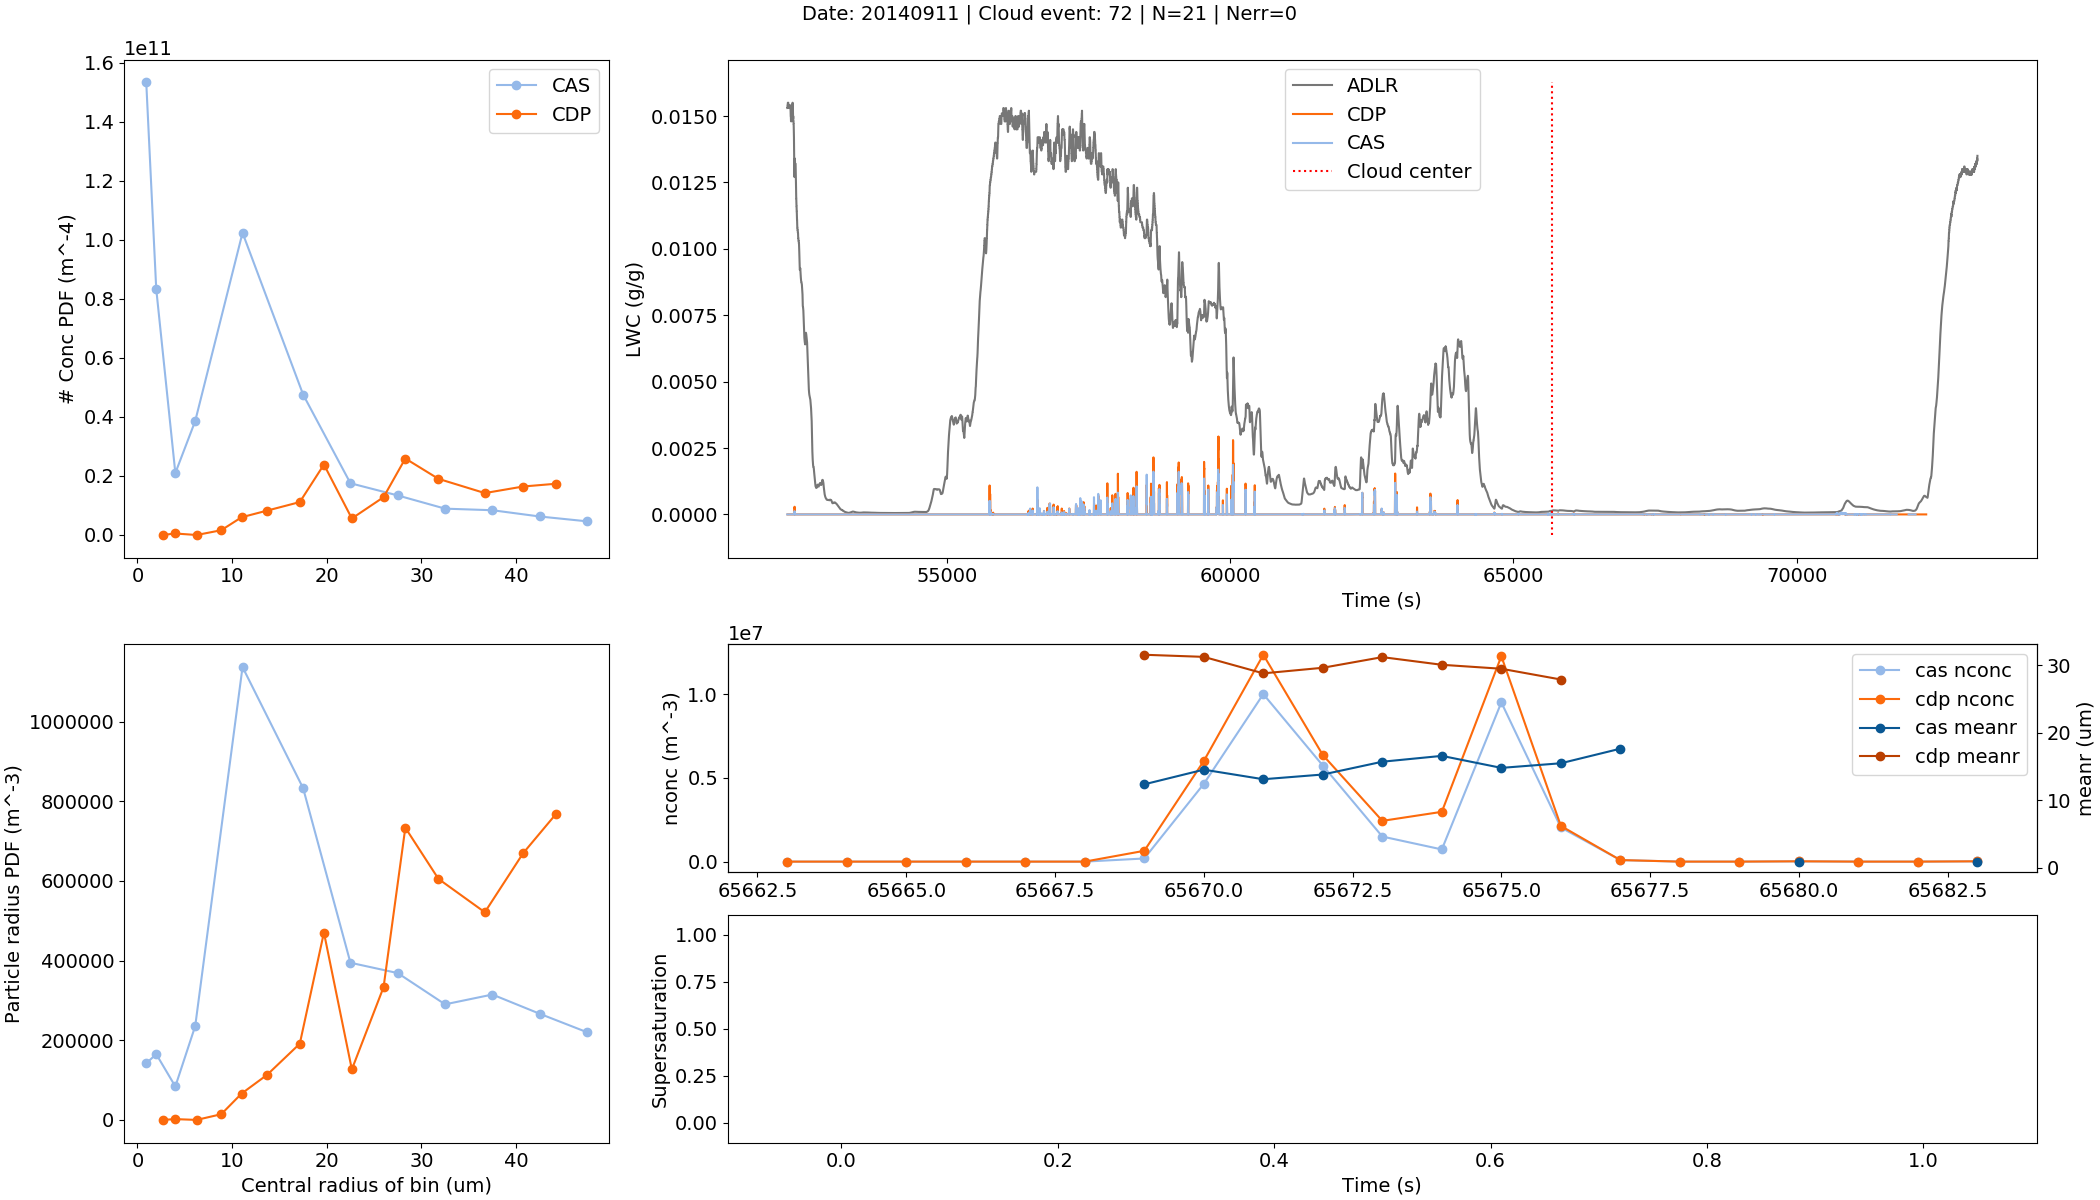 Date: 20140911 | Cloud event: 72 | N=21 | Nerr=0
1e11
1.6
1.4
1.2
1.0
0.8
0.6
0.4
0.2
0.0
# Conc PDF (m^-4)
0 10 20 30 40
CAS
CDP
0.0150
0.0125
0.0100
0.0075
0.0050
0.0025
0.0000
LWC (g/g)
ADLR
CDP
CAS
Cloud center
55000 60000 65000 70000
Time (s)
1000000
800000
600000
400000
200000
0
Particle radius PDF (m^-3)
0 10 20 30 40
Central radius of bin (um)
1e7
1.0
0.5
0.0
nconc (m^-3)
30
20
10
0
meanr (um)
cas nconc
cdp nconc
cas meanr
cdp meanr
65662.5 65665.0 65667.5 65670.0 65672.5 65675.0 65677.5 65680.0 65682.5
1.00
0.75
0.50
0.25
0.00
Supersaturation
0.0 0.2 0.4 0.6 0.8 1.0
Time (s)